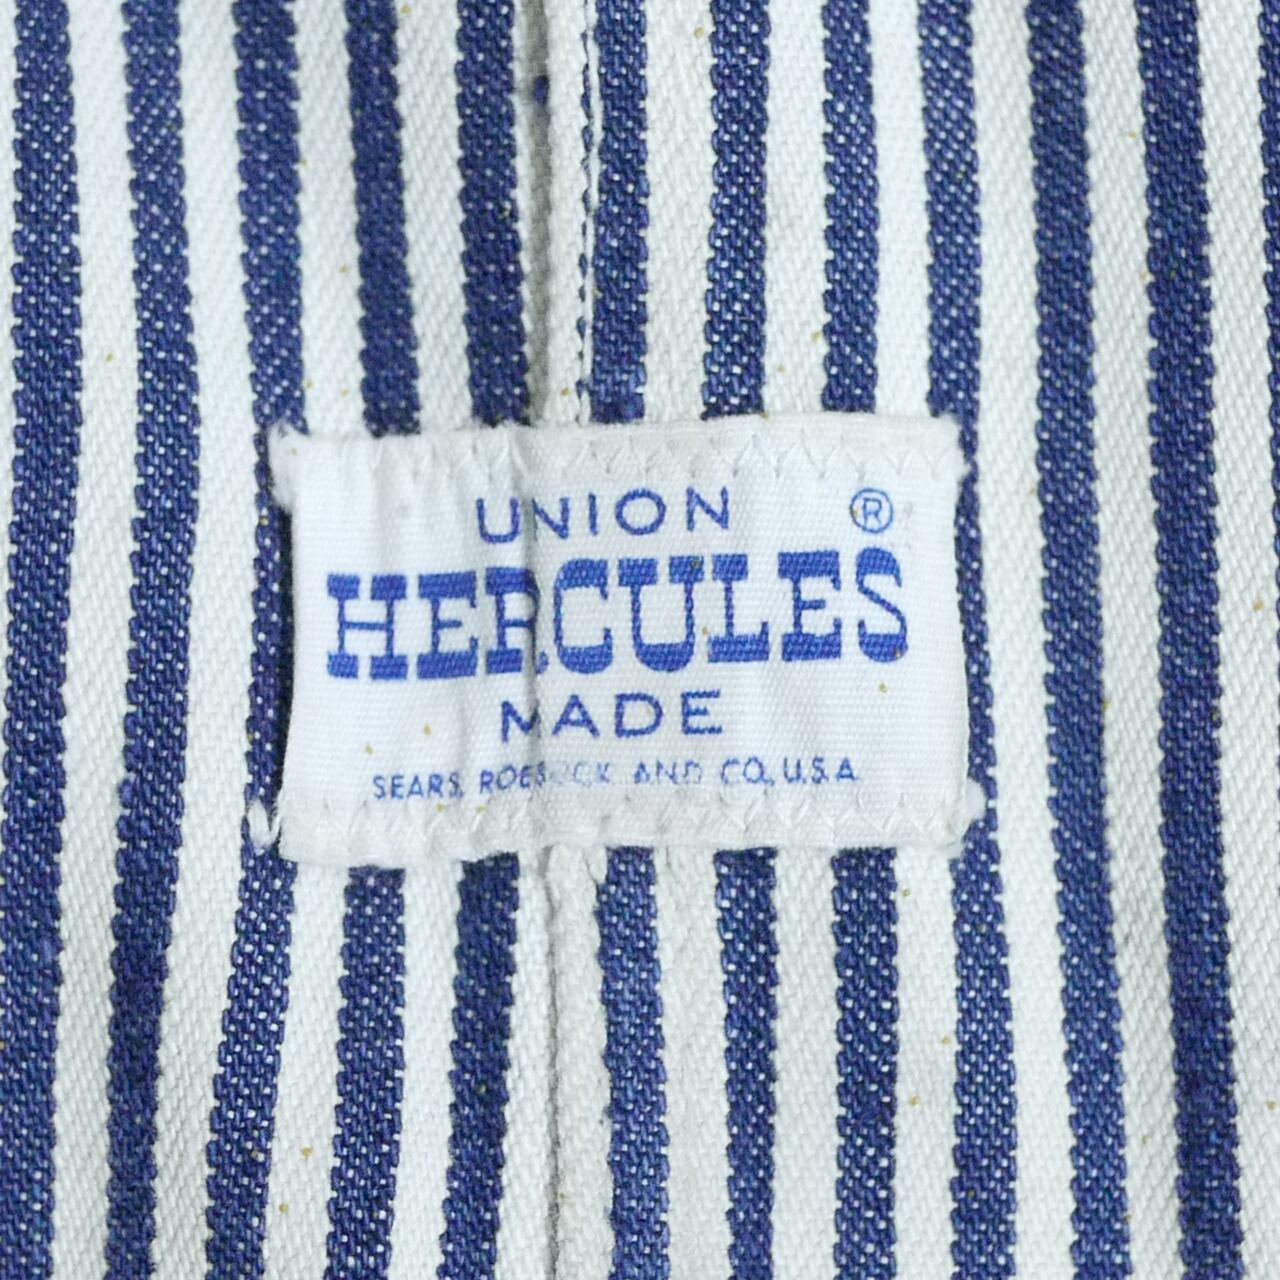 UNION ®
HERCULES
MADE
SEARS, ROEBUCK AND CO., U.S.A.